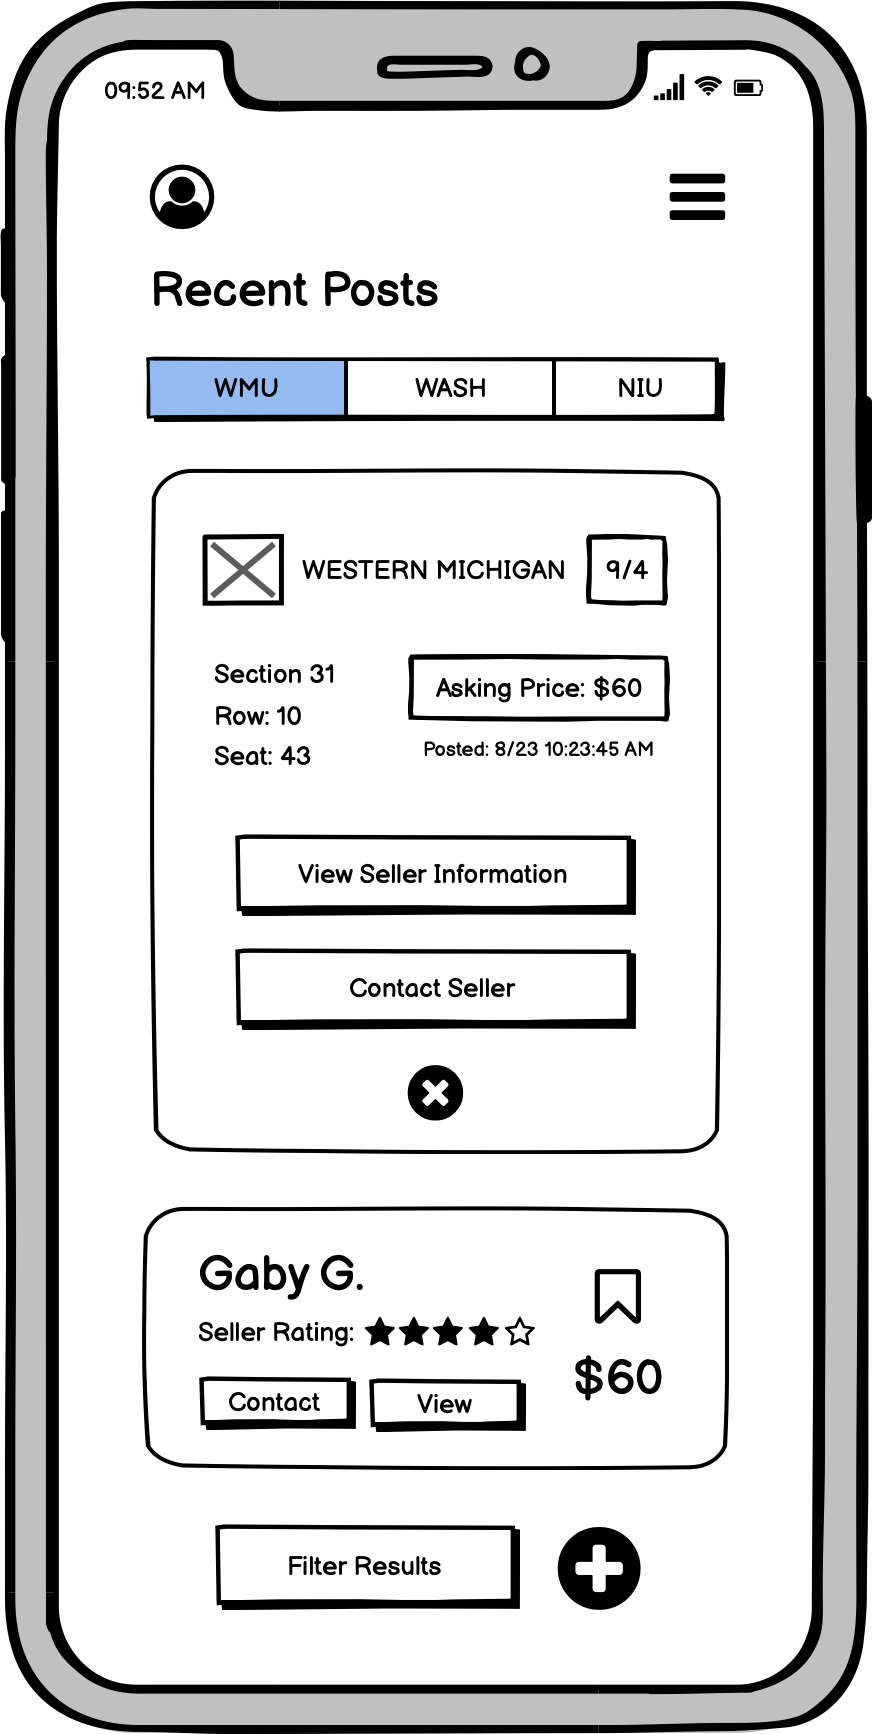 09:52 AM
Recent Posts
WMU WASH NIU
WESTERN MICHIGAN 9/4
Section 31
Asking Price: $60
Row: 10
Posted: 8/23 10:23:45 AM
Seat: 43
View Seller Information
Contact Seller
Gaby G.
Seller Rating:
$60
Contact View
Filter Results